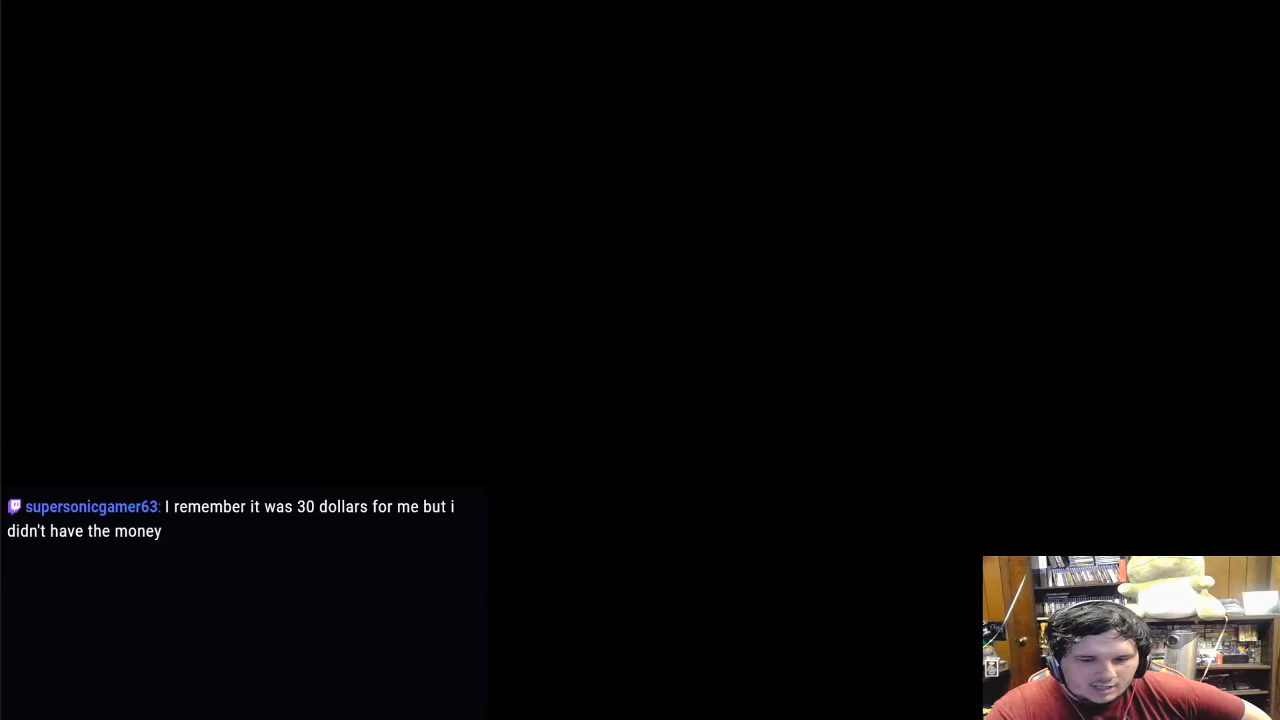 supersonicgamer63: I remember it was 30 dollars for me but i
didn't have the money